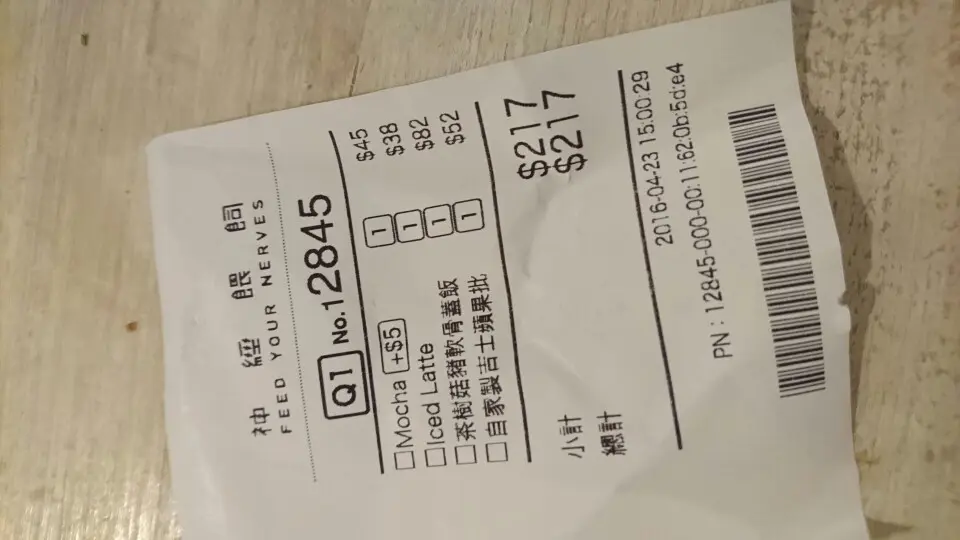 神經餵飼
FEED YOUR NERVES
Q1 No.12845
□Mocha +$5 1 $45
□Iced Latte 1 $38
□茶樹菇豬軟骨蓋飯 1 $82
□自家製吉士蘋果批 1 $52
小計 $217
總計 $217
2016-04-23 15:00:29
PN : 12845-000-00:11:62:0b:5d:e4